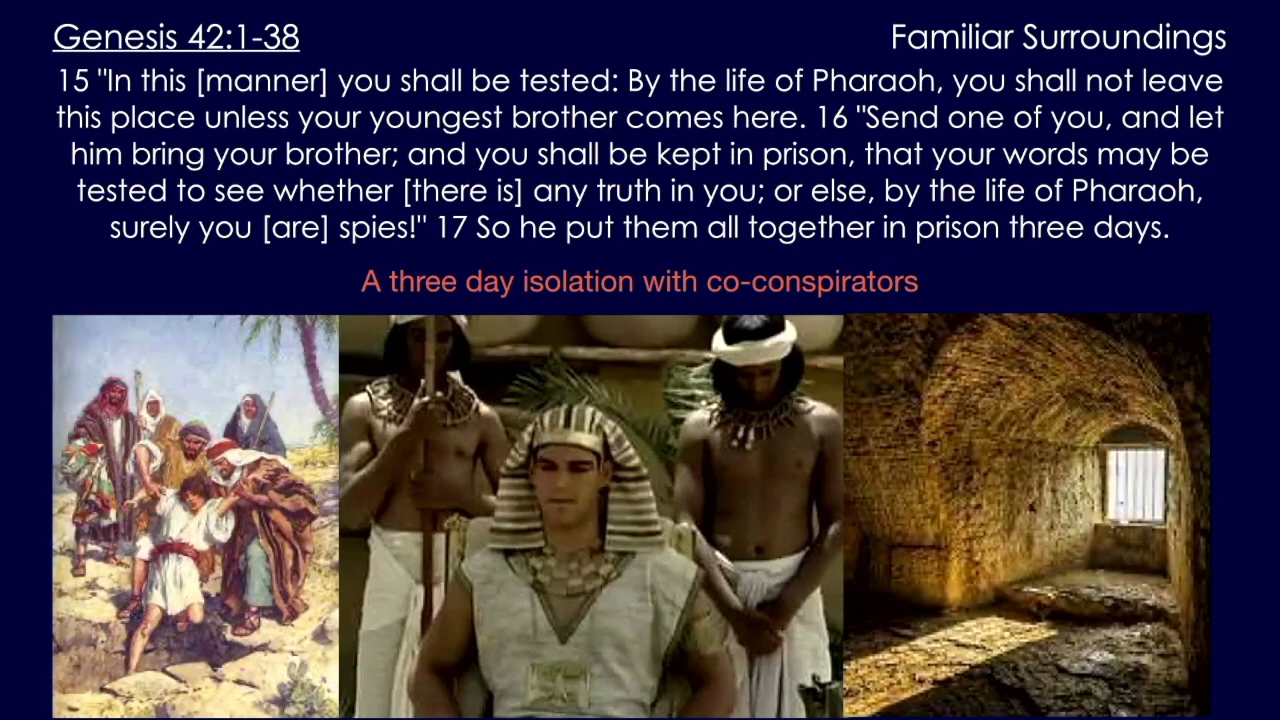 Genesis 42:1-38
Familiar Surroundings
15 "In this [manner] you shall be tested: By the life of Pharaoh, you shall not leave
this place unless your youngest brother comes here. 16 "Send one of you, and let
him bring your brother; and you shall be kept in prison, that your words may be
tested to see whether [there is] any truth in you; or else, by the life of Pharaoh,
surely you [are] spies!" 17 So he put them all together in prison three days.
A three day isolation with co-conspirators